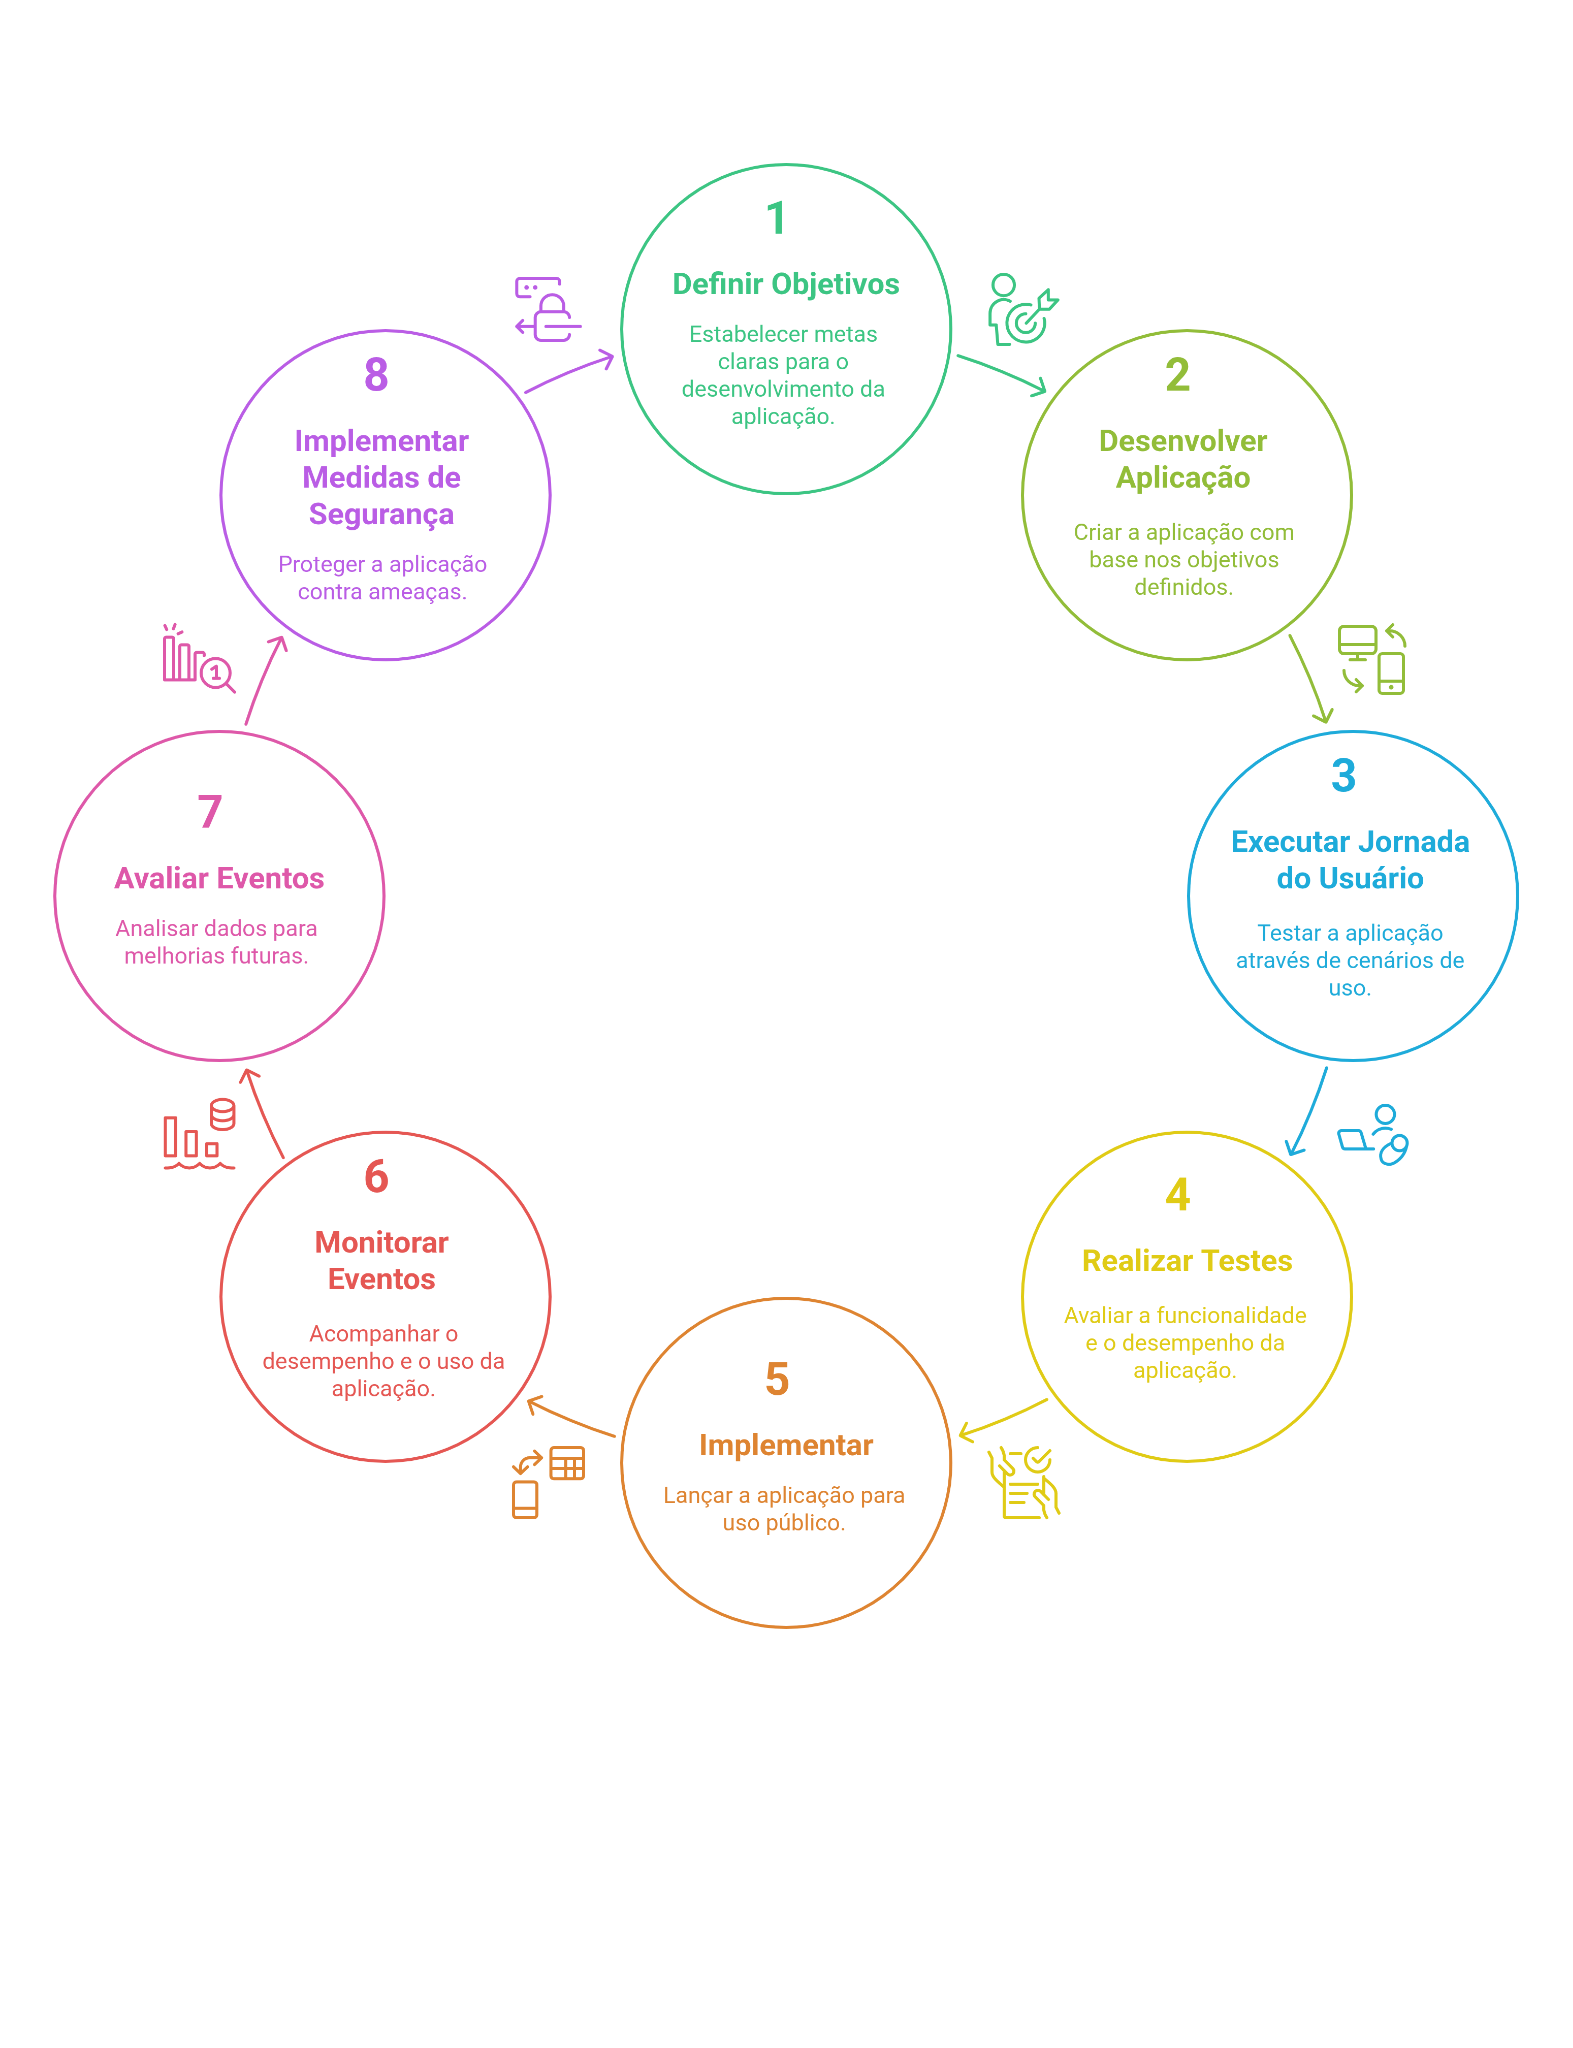 1
Definir Objetivos
Estabelecer metas
claras para o
desenvolvimento da
aplicação.
2
Desenvolver
Aplicação
Criar a aplicação com
base nos objetivos
definidos.
3
Executar Jornada
do Usuário
Testar a aplicação
através de cenários de
uso.
4
Realizar Testes
Avaliar a funcionalidade
e o desempenho da
aplicação.
5
Implementar
Lançar a aplicação para
uso público.
6
Monitorar
Eventos
Acompanhar o
desempenho e o uso da
aplicação.
7
Avaliar Eventos
Analisar dados para
melhorias futuras.
1
8
Implementar
Medidas de
Segurança
Proteger a aplicação
contra ameaças.